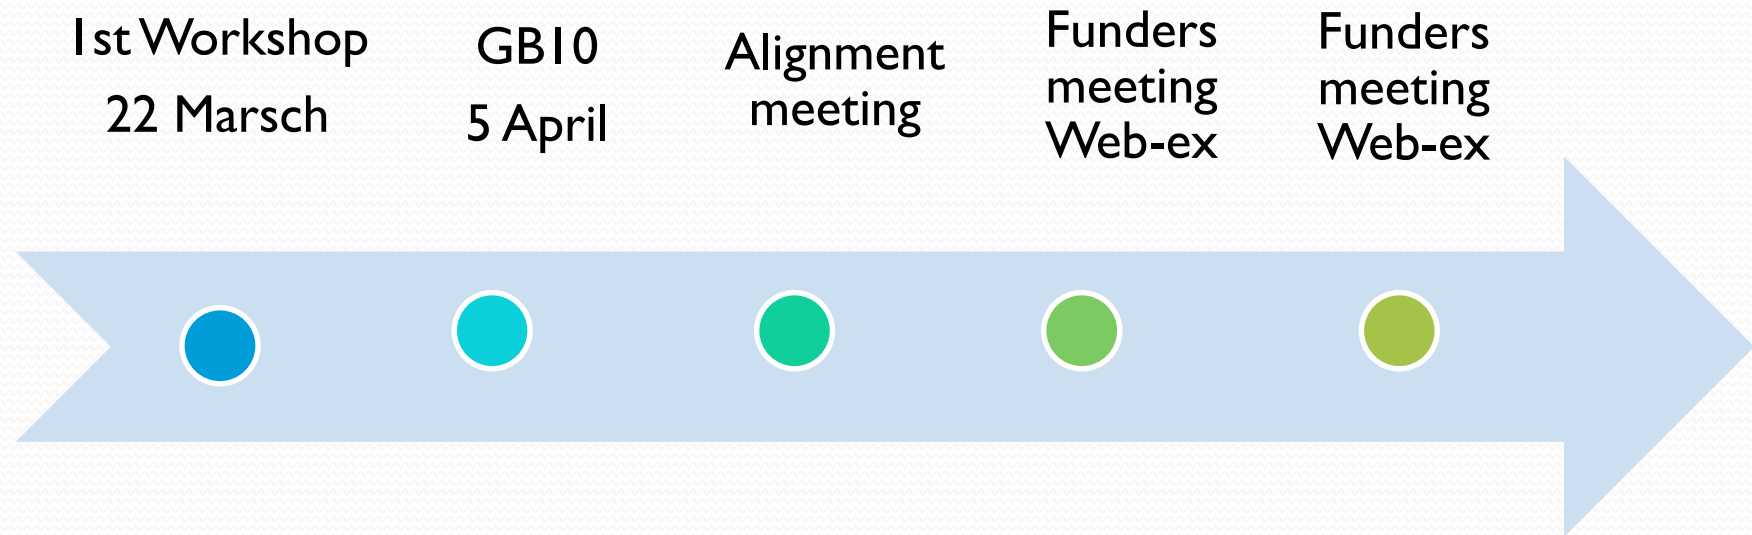 1st Workshop
22 Marsch
GB10
5 April
Alignment
meeting
Funders
meeting
Web-ex
Funders
meeting
Web-ex